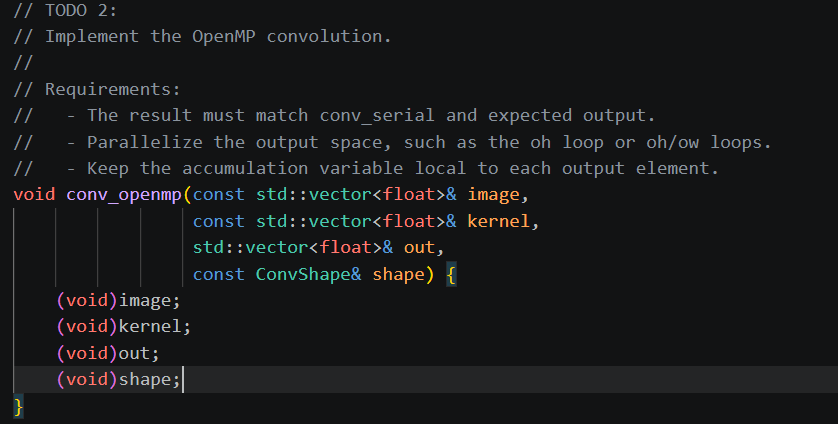 // TODO 2:
// Implement the OpenMP convolution.
//
// Requirements:
//   - The result must match conv_serial and expected output.
//   - Parallelize the output space, such as the oh loop or oh/ow loops.
//   - Keep the accumulation variable local to each output element.
void conv_openmp(const std::vector<float>& image,
                 const std::vector<float>& kernel,
                 std::vector<float>& out,
                 const ConvShape& shape) {
    (void)image;
    (void)kernel;
    (void)out;
    (void)shape;
}